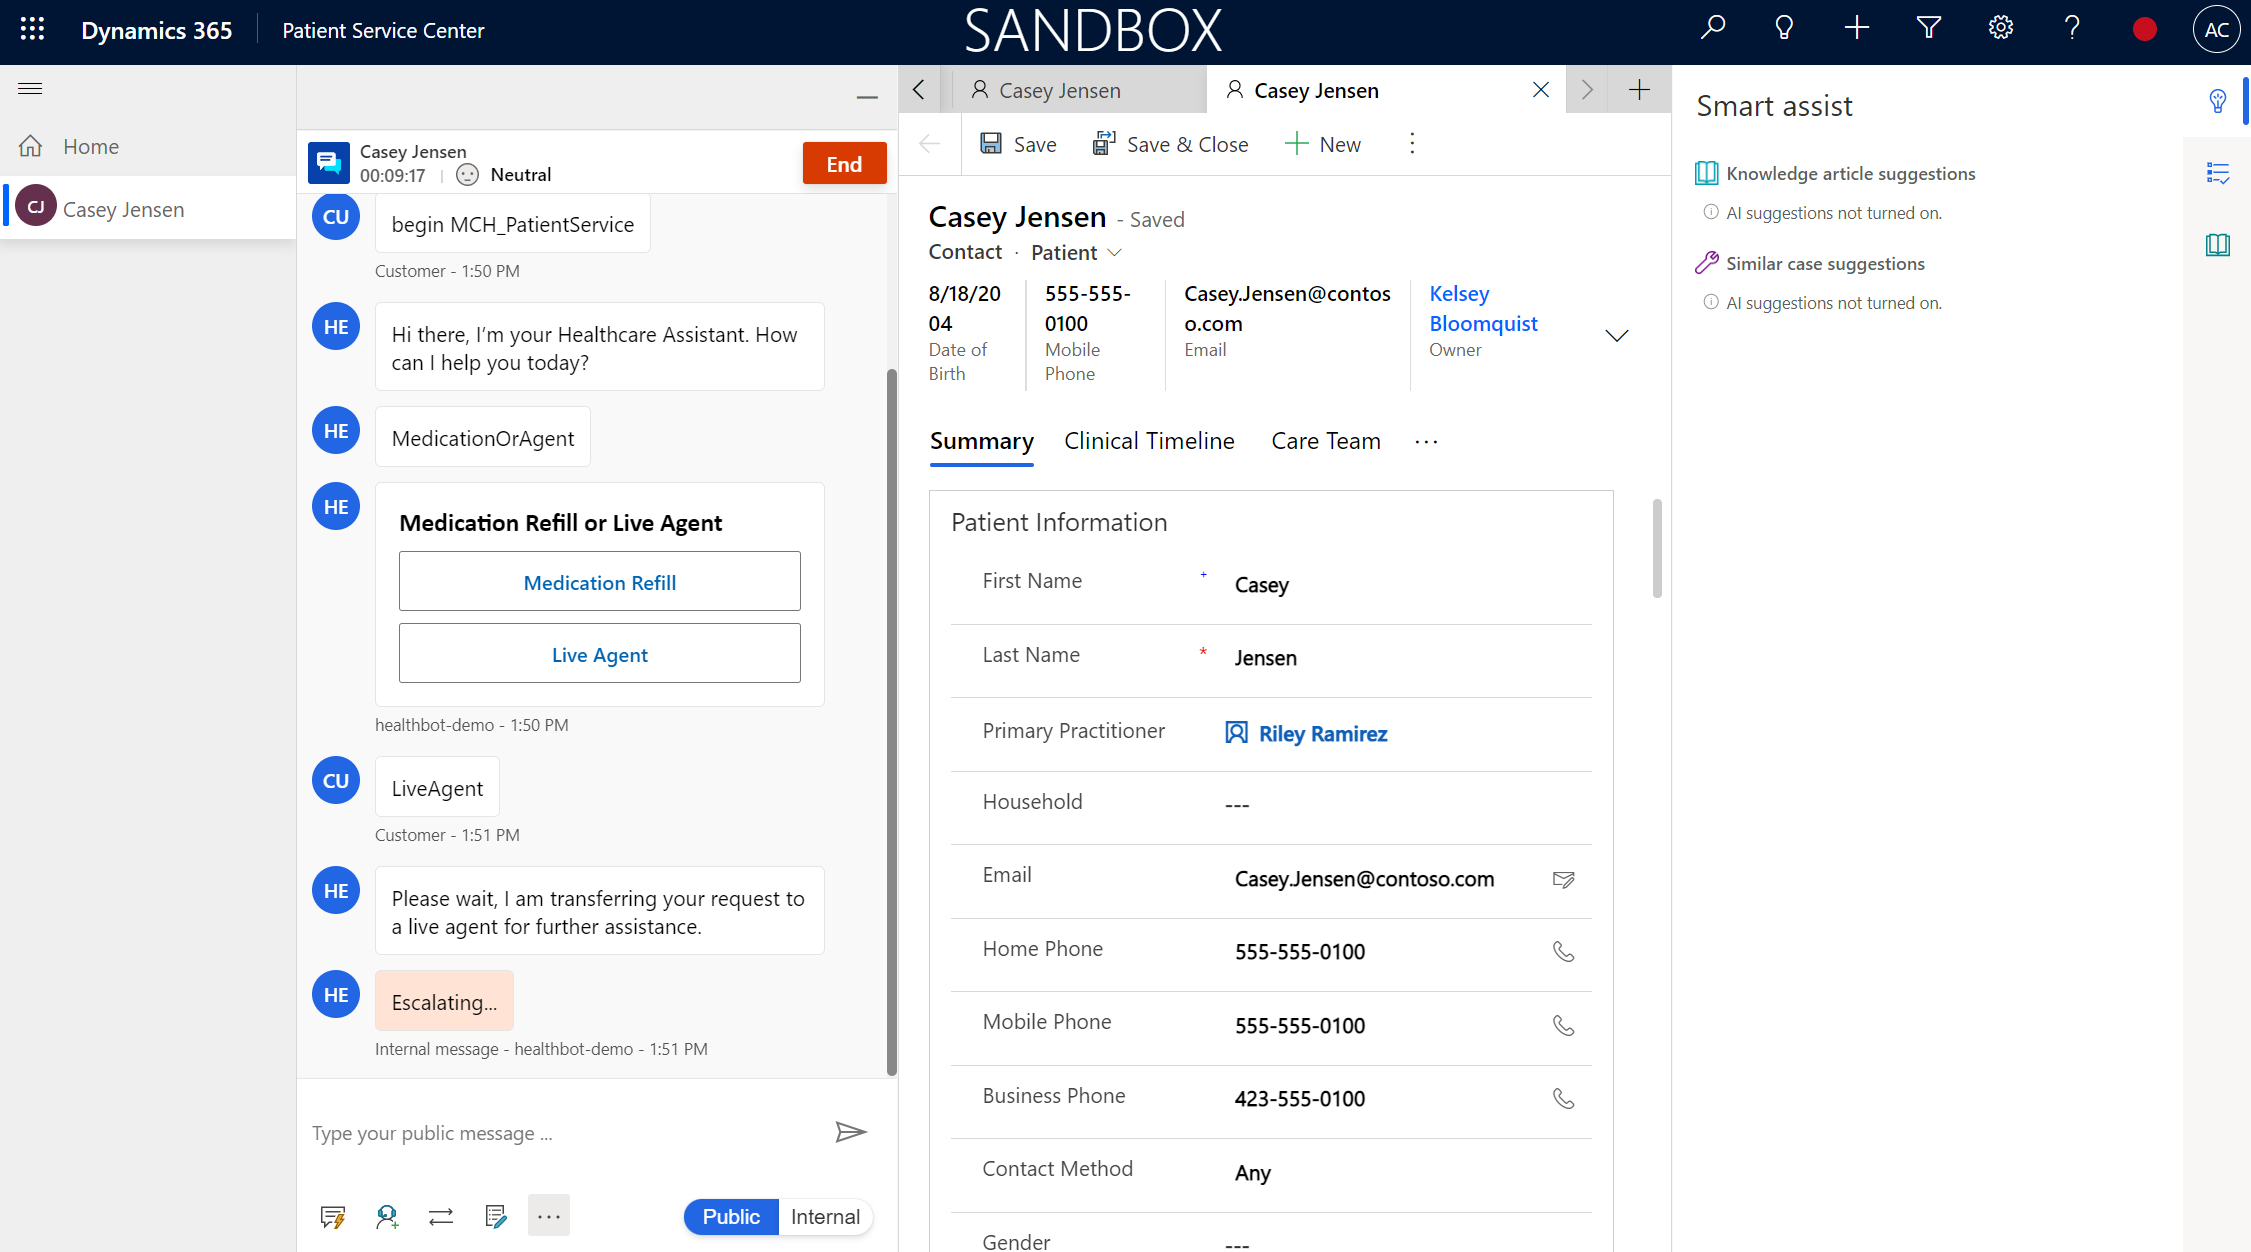 Dynamics 365
Patient Service Center
SANDBOX
AC
Home
CJ
Casey Jensen
Casey Jensen
00:09:17
Neutral
End
CU
begin MCH_PatientService
Customer - 1:50 PM
HE
Hi there, I'm your Healthcare Assistant. How
can I help you today?
HE
MedicationOrAgent
HE
Medication Refill or Live Agent
Medication Refill
Live Agent
healthbot-demo - 1:50 PM
CU
LiveAgent
Customer - 1:51 PM
HE
Please wait, I am transferring your request to
a live agent for further assistance.
HE
Escalating...
Internal message - healthbot-demo - 1:51 PM
Type your public message ...
Public
Internal
Casey Jensen
Casey Jensen
Save
Save & Close
New
Casey Jensen - Saved
Contact · Patient
8/18/20
04
Date of
Birth
555-555-
0100
Mobile
Phone
Casey.Jensen@contos
o.com
Email
Kelsey
Bloomquist
Owner
Summary
Clinical Timeline
Care Team
Patient Information
First Name + Casey
Last Name * Jensen
Primary Practitioner Riley Ramirez
Household ---
Email Casey.Jensen@contoso.com
Home Phone 555-555-0100
Mobile Phone 555-555-0100
Business Phone 423-555-0100
Contact Method Any
Gender ---
Smart assist
Knowledge article suggestions
AI suggestions not turned on.
Similar case suggestions
AI suggestions not turned on.